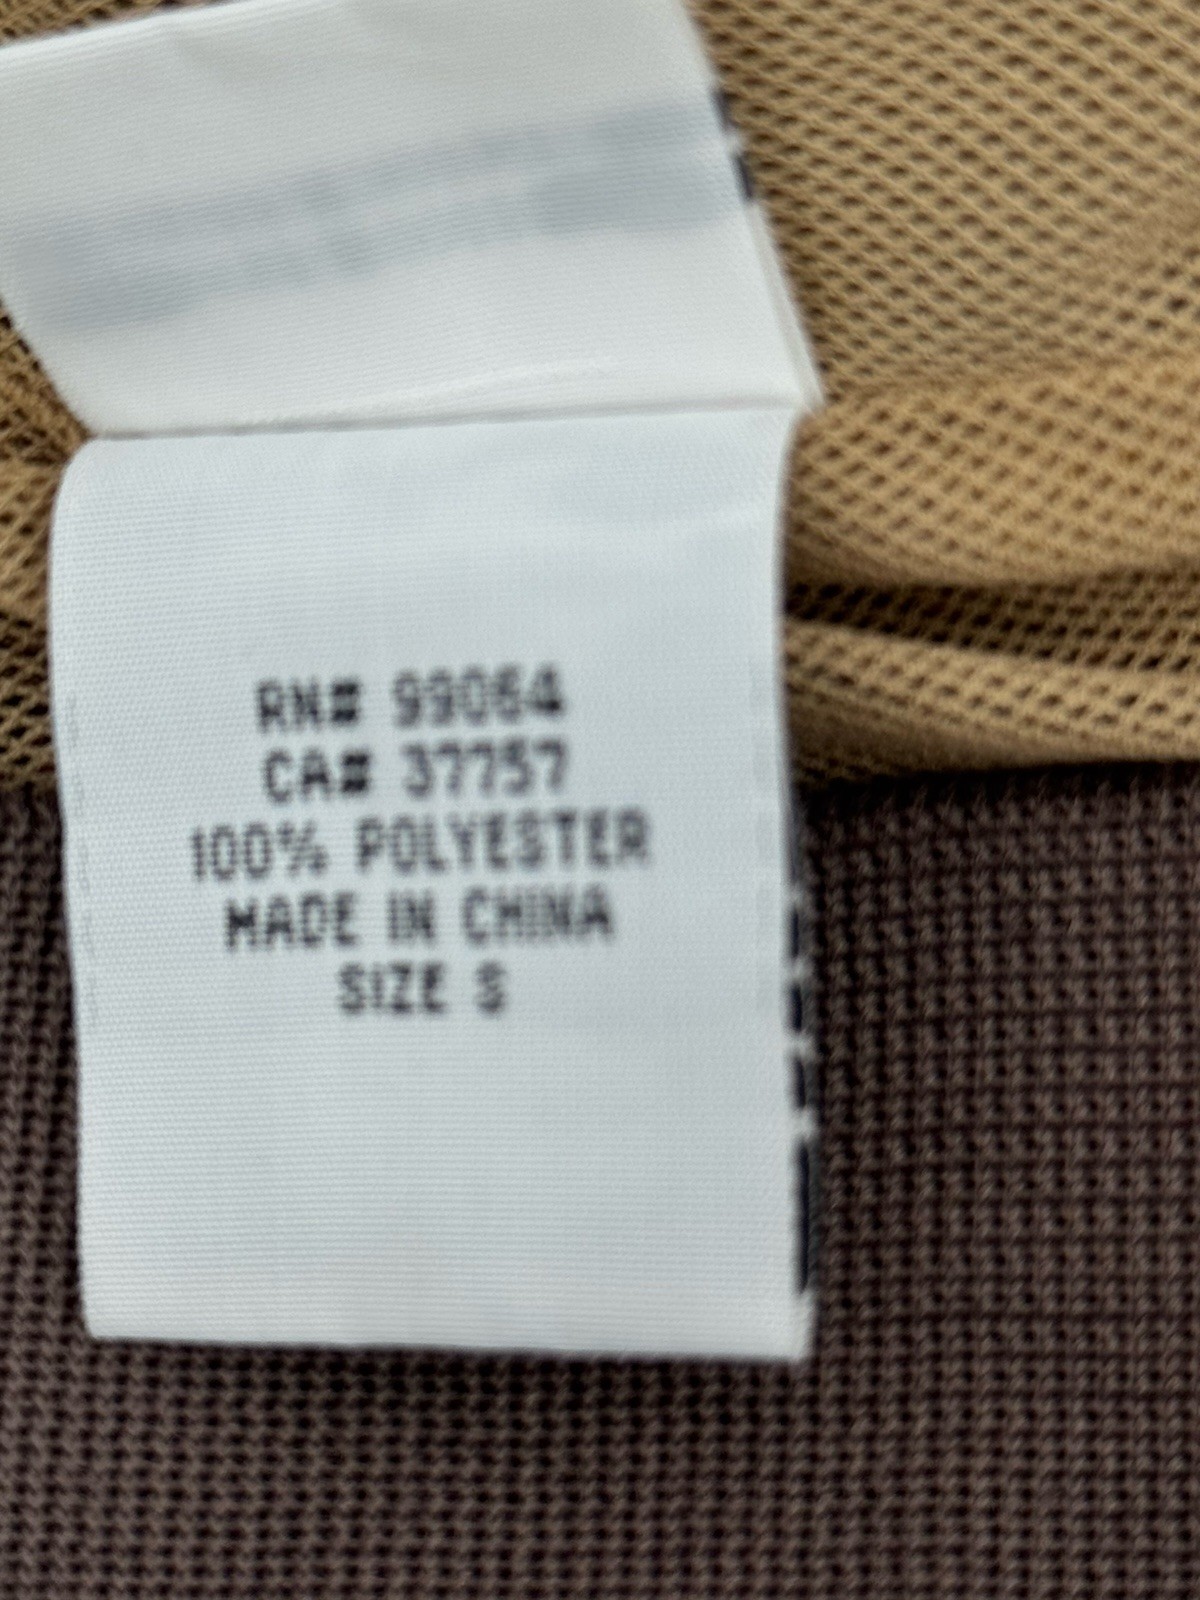 RN# 99064
CA# 37757
100% POLYESTER
MADE IN CHINA
SIZE S